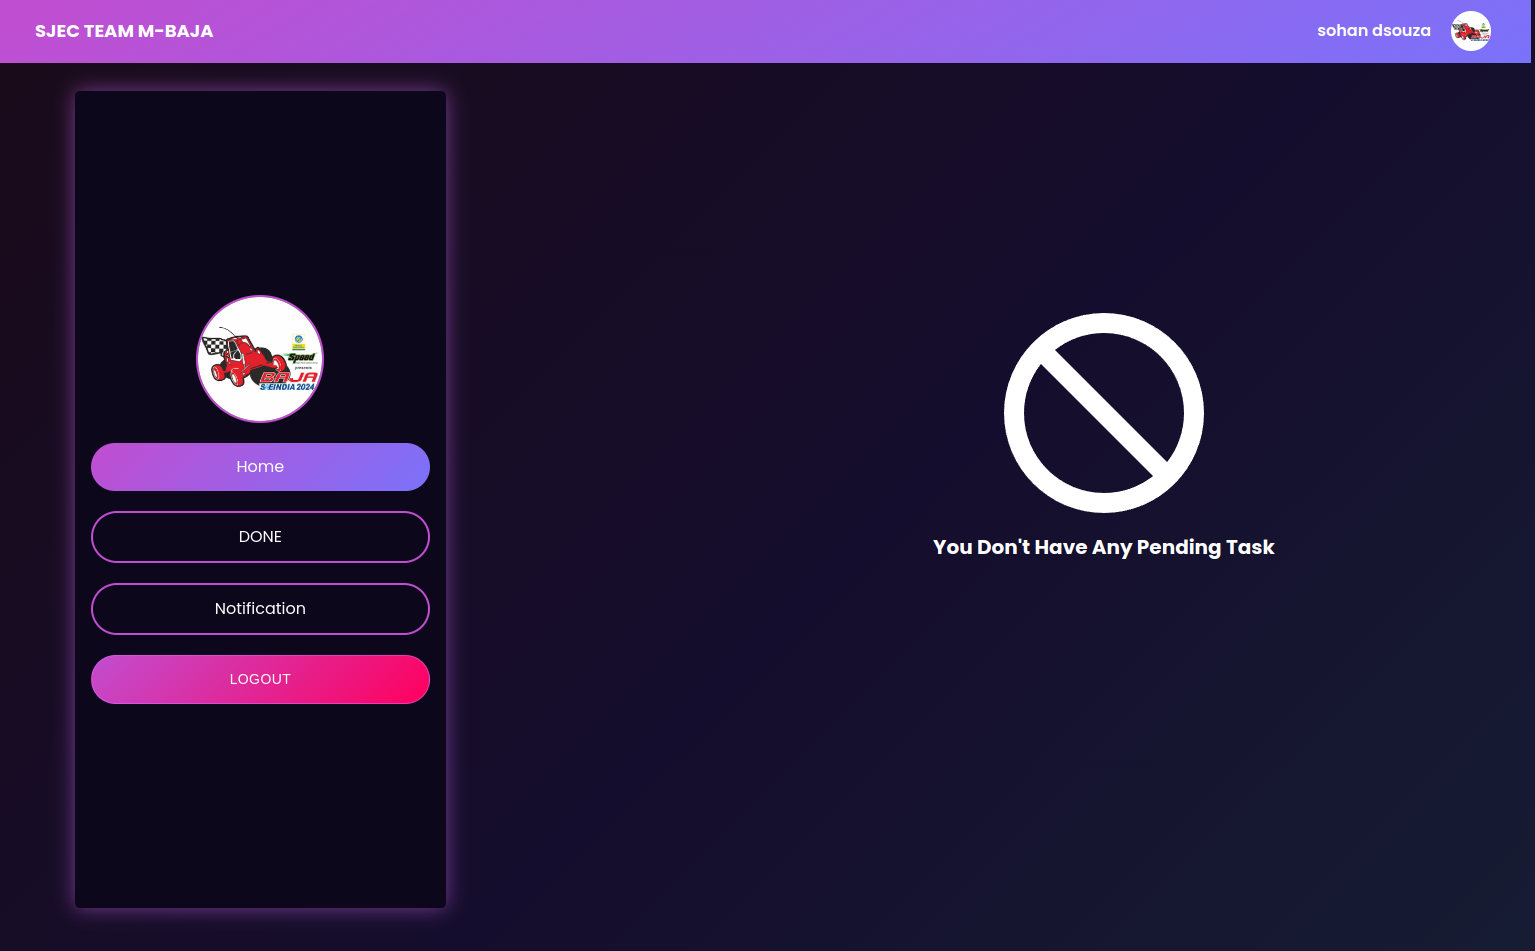 SJEC TEAM M-BAJA
sohan dsouza
Speed
presents
BAJA
SAEINDIA 2024
Home
DONE
Notification
LOGOUT
You Don't Have Any Pending Task